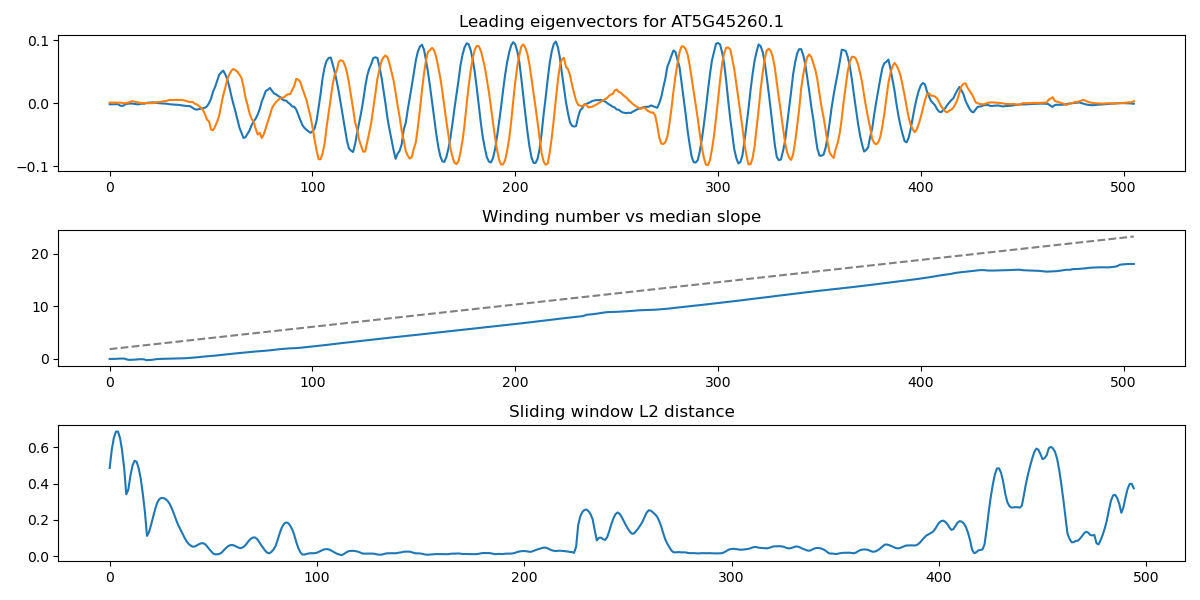 Leading eigenvectors for AT5G45260.1
0.1
0.0
−0.1
0 100 200 300 400 500
Winding number vs median slope
20
10
0
0 100 200 300 400 500
Sliding window L2 distance
0.6
0.4
0.2
0.0
0 100 200 300 400 500